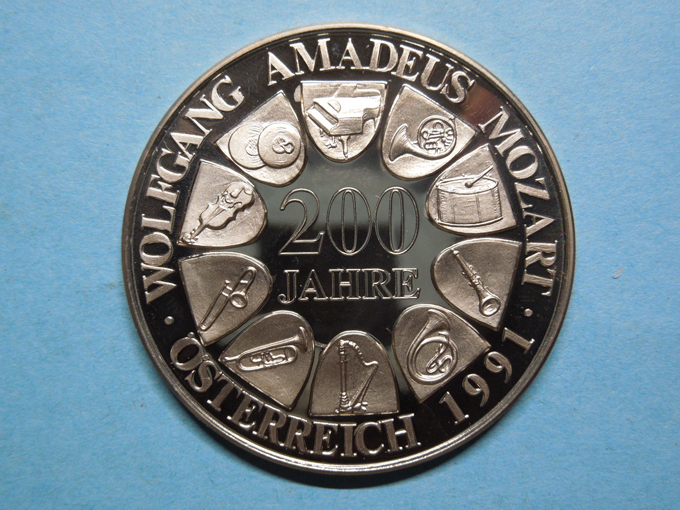 · WOLFGANG AMADEUS MOZART ·
200
JAHRE
ÖSTERREICH 1991